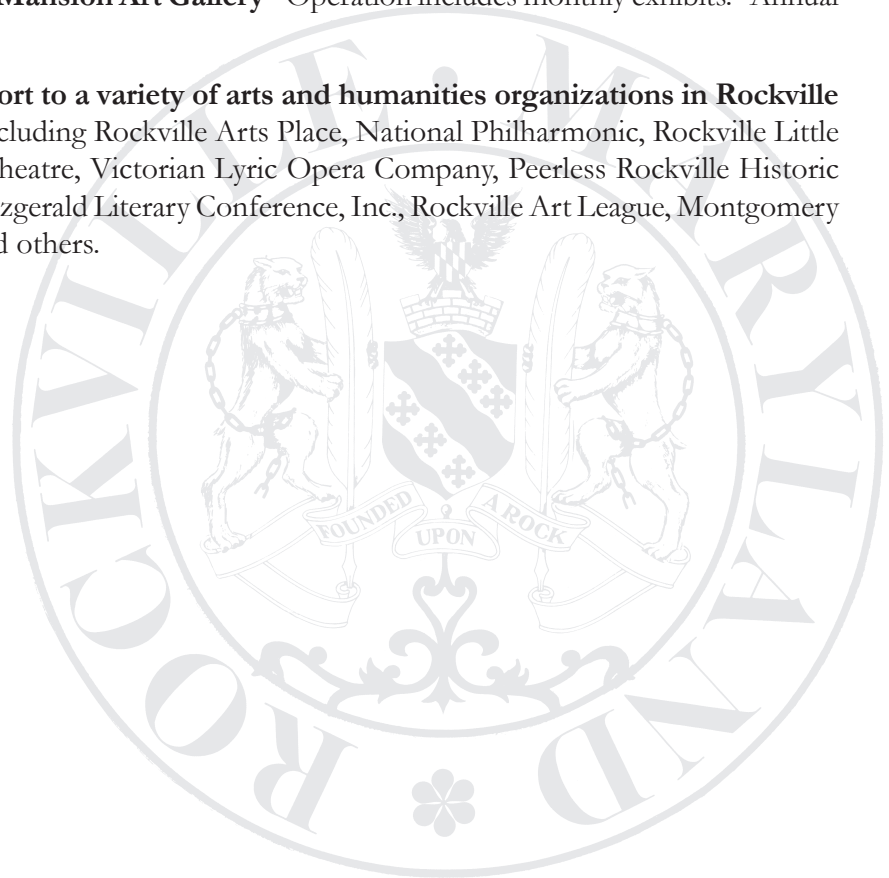 Mansion Art Gallery Operation includes monthly exhibits. Annual
ort to a variety of arts and humanities organizations in Rockville
cluding Rockville Arts Place, National Philharmonic, Rockville Little
heatre, Victorian Lyric Opera Company, Peerless Rockville Historic
zgerald Literary Conference, Inc., Rockville Art League, Montgomery
d others.
ROCKVILLE • MARYLAND
FOUNDED UPON A ROCK